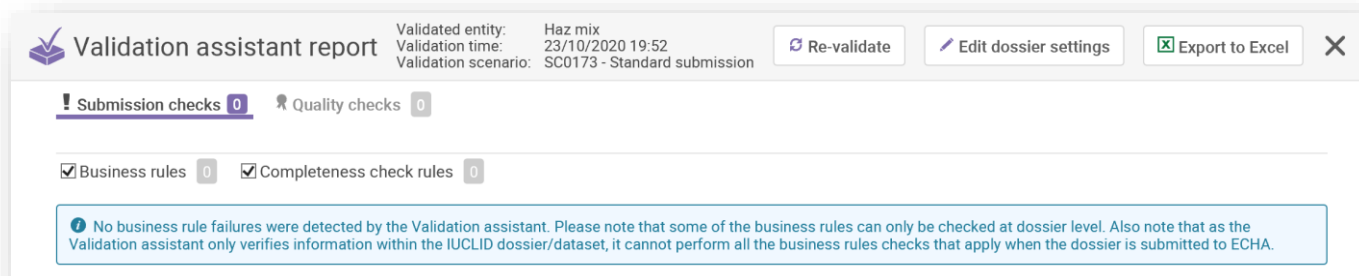 Validation assistant report
Validated entity: Haz mix
Validation time: 23/10/2020 19:52
Validation scenario: SC0173 - Standard submission
Re-validate
Edit dossier settings
Export to Excel
Submission checks 0 Quality checks 0
Business rules 0 Completeness check rules 0
No business rule failures were detected by the Validation assistant. Please note that some of the business rules can only be checked at dossier level. Also note that as the
Validation assistant only verifies information within the IUCLID dossier/dataset, it cannot perform all the business rules checks that apply when the dossier is submitted to ECHA.